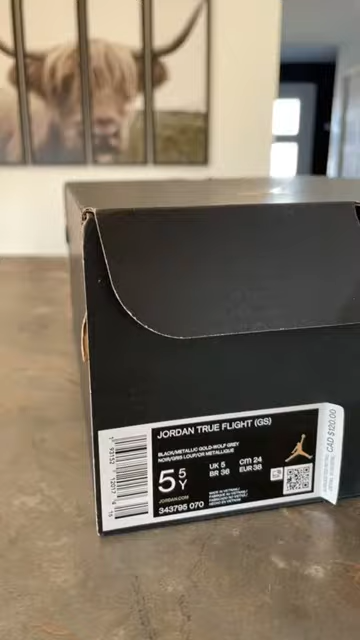 JORDAN TRUE FLIGHT (GS)
BLACK/METALLIC GOLD-WOLF GREY
NOIR/GRIS LOUP/OR METALLIQUE
5 5 Y
UK 5
cm 24
BR 36
EUR 38
JORDAN.COM
343795 070
CAD $120.00